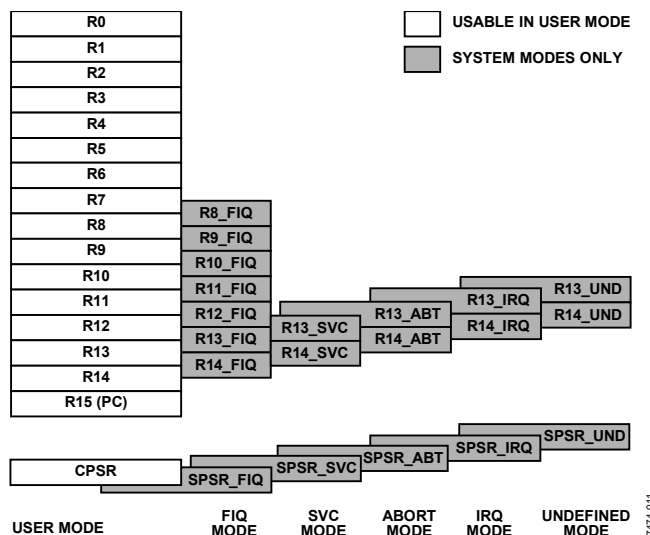 R0
R1
R2
R3
R4
R5
R6
R7
R8
R9
R10
R11
R12
R13
R14
R15 (PC)
USABLE IN USER MODE
SYSTEM MODES ONLY
R8_FIQ
R9_FIQ
R10_FIQ
R11_FIQ
R12_FIQ
R13_FIQ
R14_FIQ
R13_SVC
R14_SVC
R13_ABT
R14_ABT
R13_IRQ
R14_IRQ
R13_UND
R14_UND
CPSR
SPSR_FIQ
SPSR_SVC
SPSR_ABT
SPSR_IRQ
SPSR_UND
USER MODE
FIQ
MODE
SVC
MODE
ABORT
MODE
IRQ
MODE
UNDEFINED
MODE